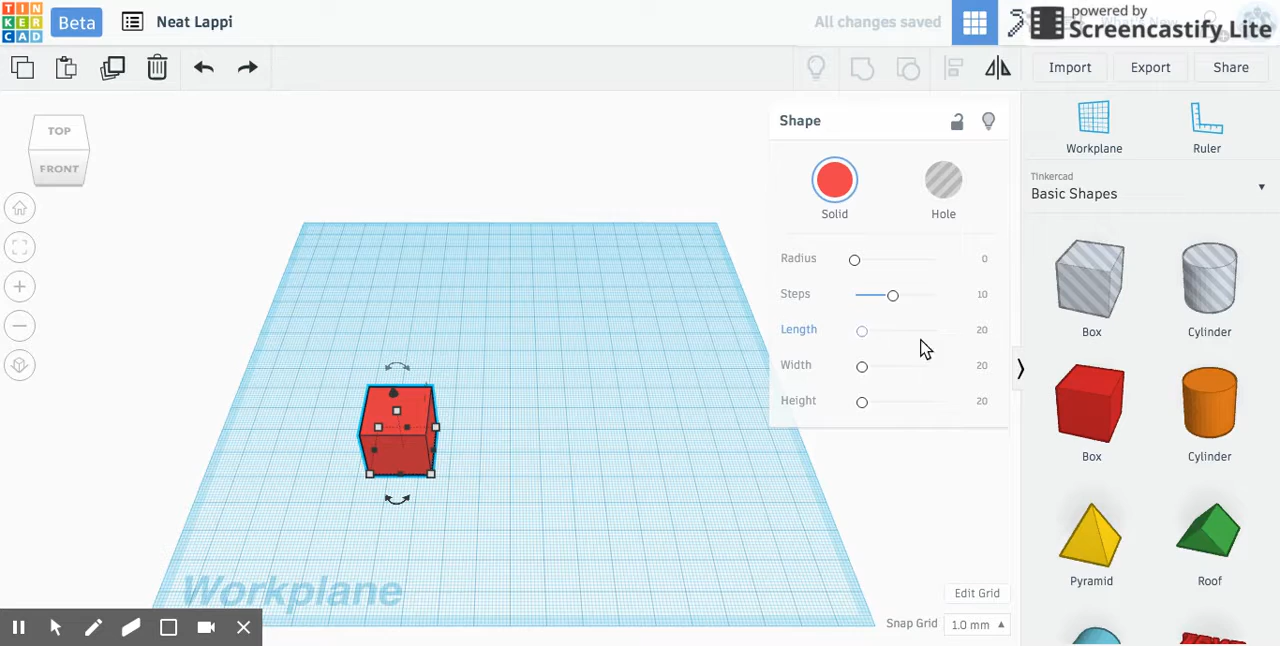 TIN
KER
CAD
Beta
Neat Lappi
All changes saved
powered by
Screencastify Lite
Import
Export
Share
TOP
FRONT
Shape
Solid
Hole
Radius 0
Steps 10
Length 20
Width 20
Height 20
Workplane
Ruler
Tinkercad
Basic Shapes
Box
Cylinder
Box
Cylinder
Pyramid
Roof
Workplane
Edit Grid
Snap Grid 1.0 mm